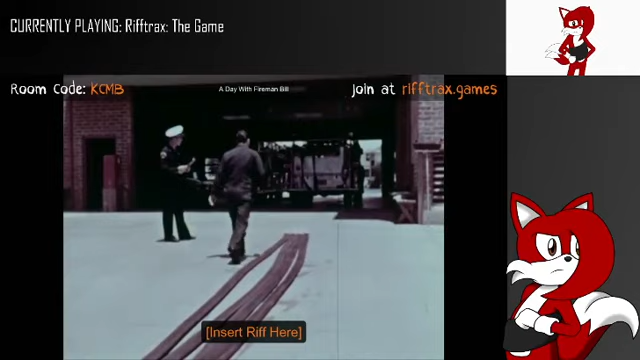 CURRENTLY PLAYING: Rifftrax: The Game
Room Code: KCMB
A Day With Fireman Bill
join at rifftrax.games
[Insert Riff Here]